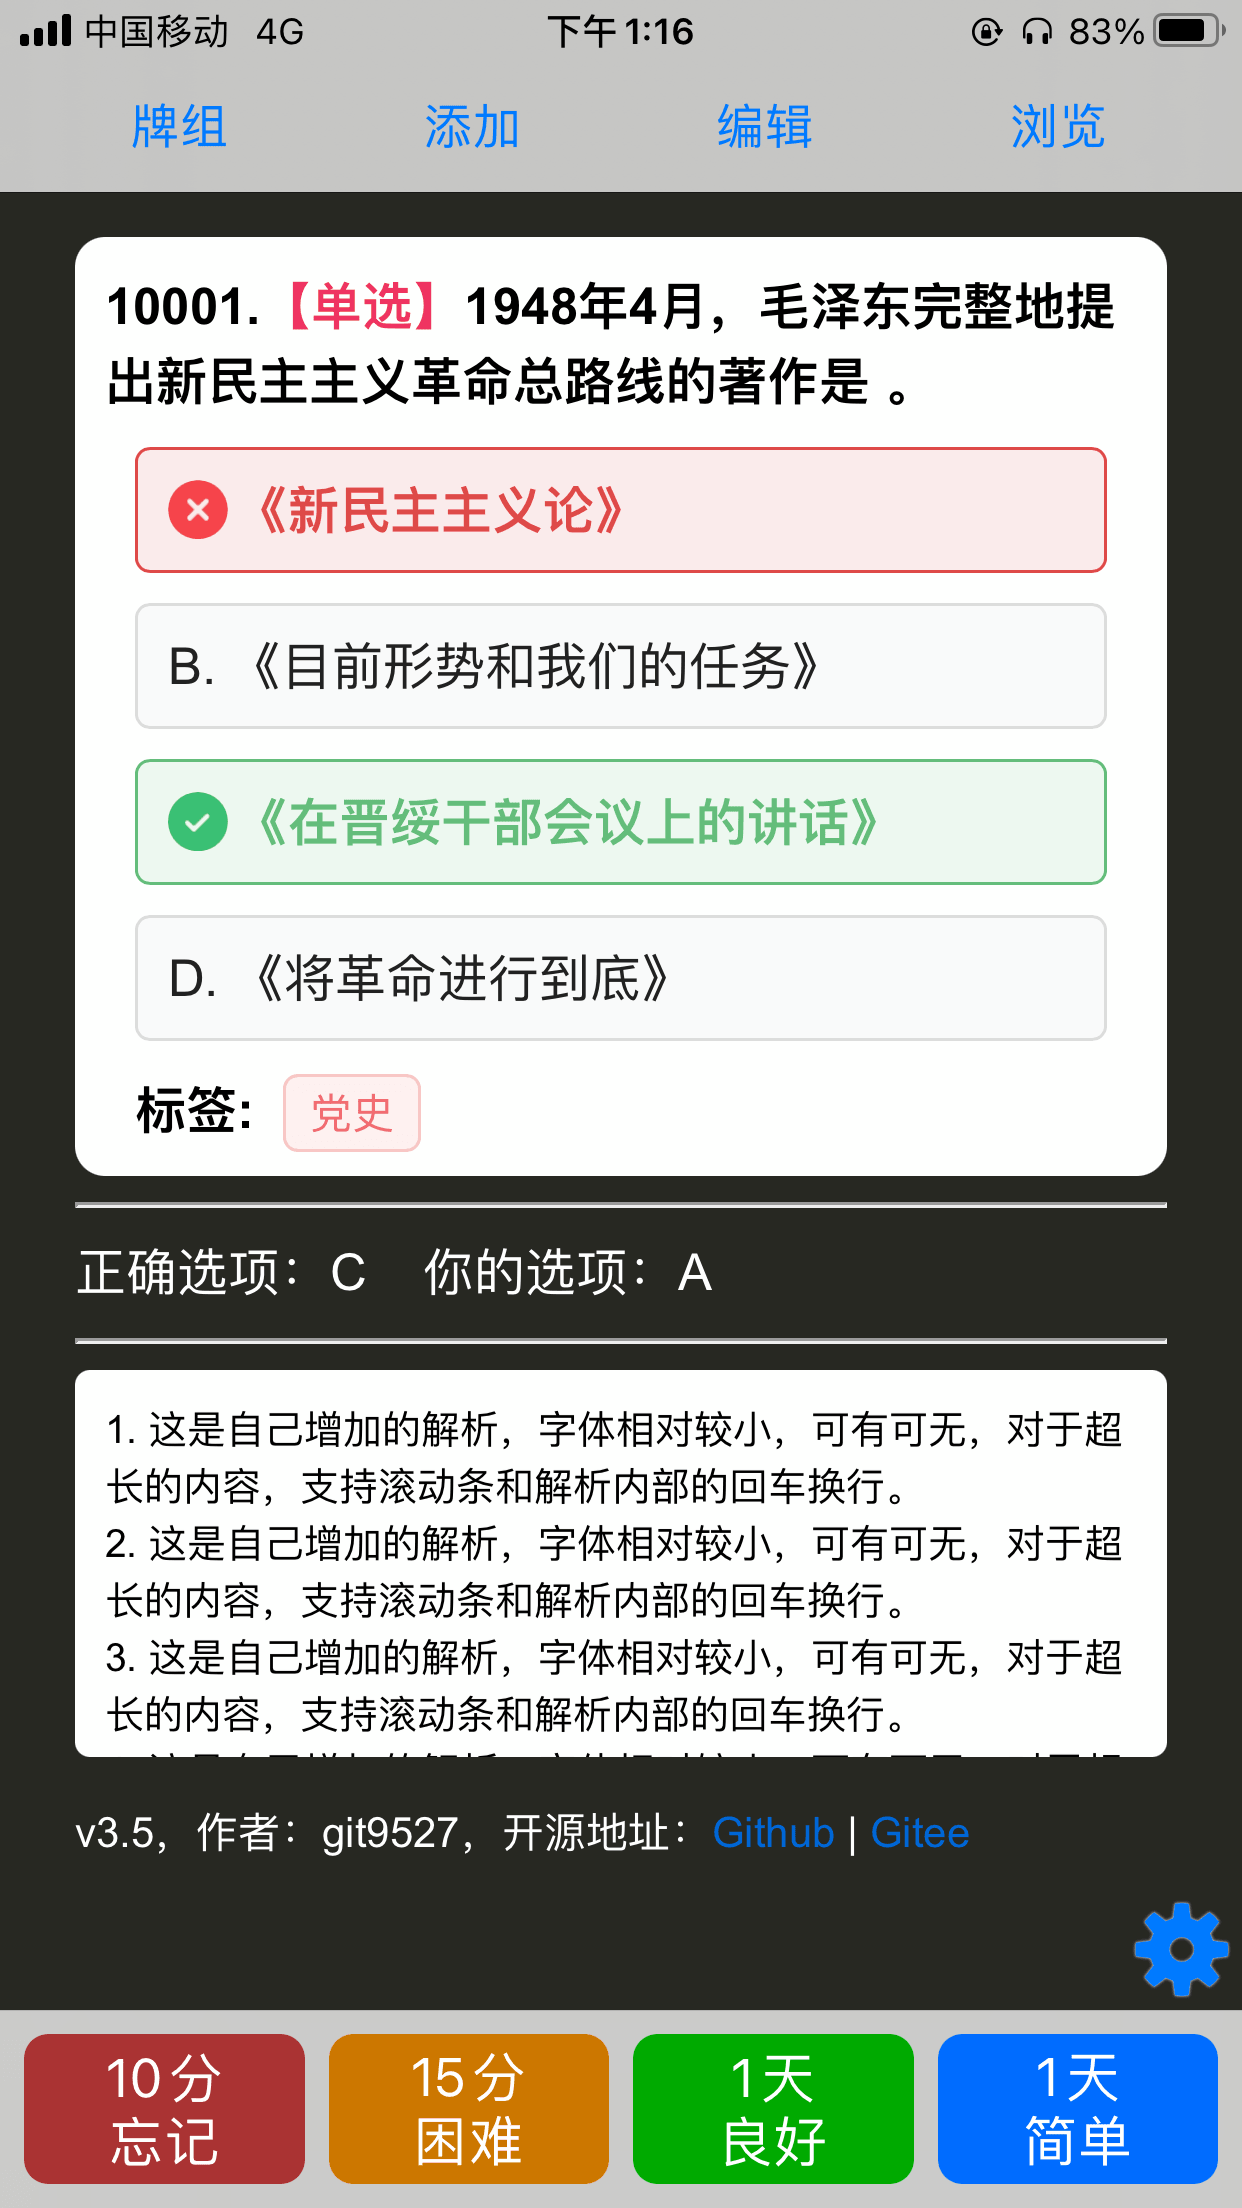 中国移动 4G 下午1:16 83%
牌组 添加 编辑 浏览
10001.【单选】1948年4月，毛泽东完整地提
出新民主主义革命总路线的著作是 。
《新民主主义论》
B. 《目前形势和我们的任务》
《在晋绥干部会议上的讲话》
D. 《将革命进行到底》
标签: 党史
正确选项：C 你的选项：A
1. 这是自己增加的解析，字体相对较小，可有可无，对于超
长的内容，支持滚动条和解析内部的回车换行。
2. 这是自己增加的解析，字体相对较小，可有可无，对于超
长的内容，支持滚动条和解析内部的回车换行。
3. 这是自己增加的解析，字体相对较小，可有可无，对于超
长的内容，支持滚动条和解析内部的回车换行。
v3.5，作者：git9527，开源地址：Github | Gitee
10分 15分 1天 1天
忘记 困难 良好 简单